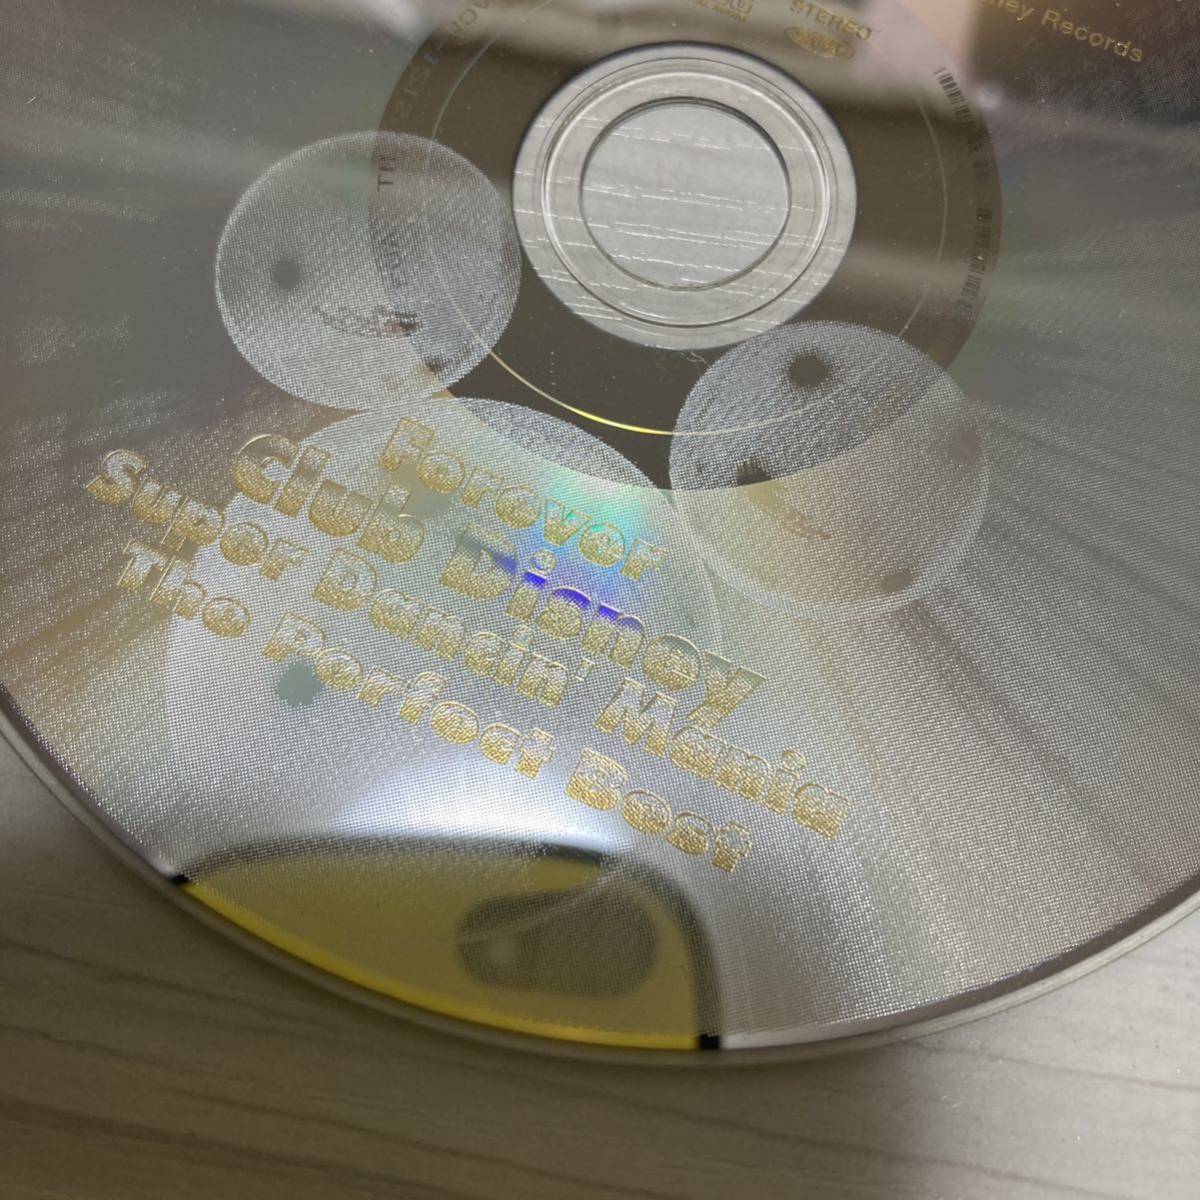 STEREO
Records
Forever
Club Disney
Super Dancin' Mania
The Perfect Best